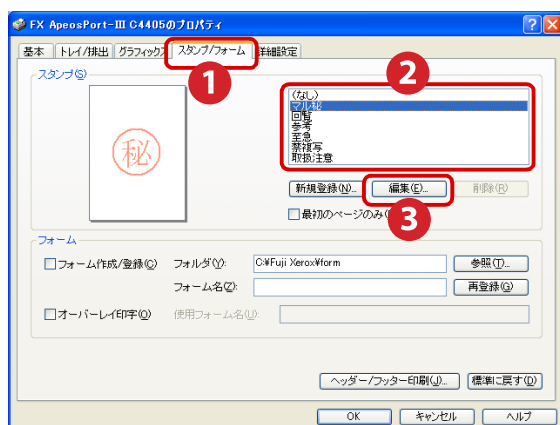 FX ApeosPort-III C4405のプロパティ
基本 トレイ/排出 グラフィックス スタンプ/フォーム 詳細設定
1
スタンプ(S)
2
秘
(なし)
マル秘
回覧
参考
至急
禁複写
取扱注意
新規登録(N)... 編集(E)... 削除(R)
3
最初のページのみ
フォーム
フォーム作成/登録(C) フォルダ(Y): C:¥Fuji Xerox¥form 参照(T)...
フォーム名(Z): 再登録(G)
オーバーレイ印字(O) 使用フォーム名(U):
ヘッダー/フッター印刷(J)... 標準に戻す(D)
OK キャンセル ヘルプ